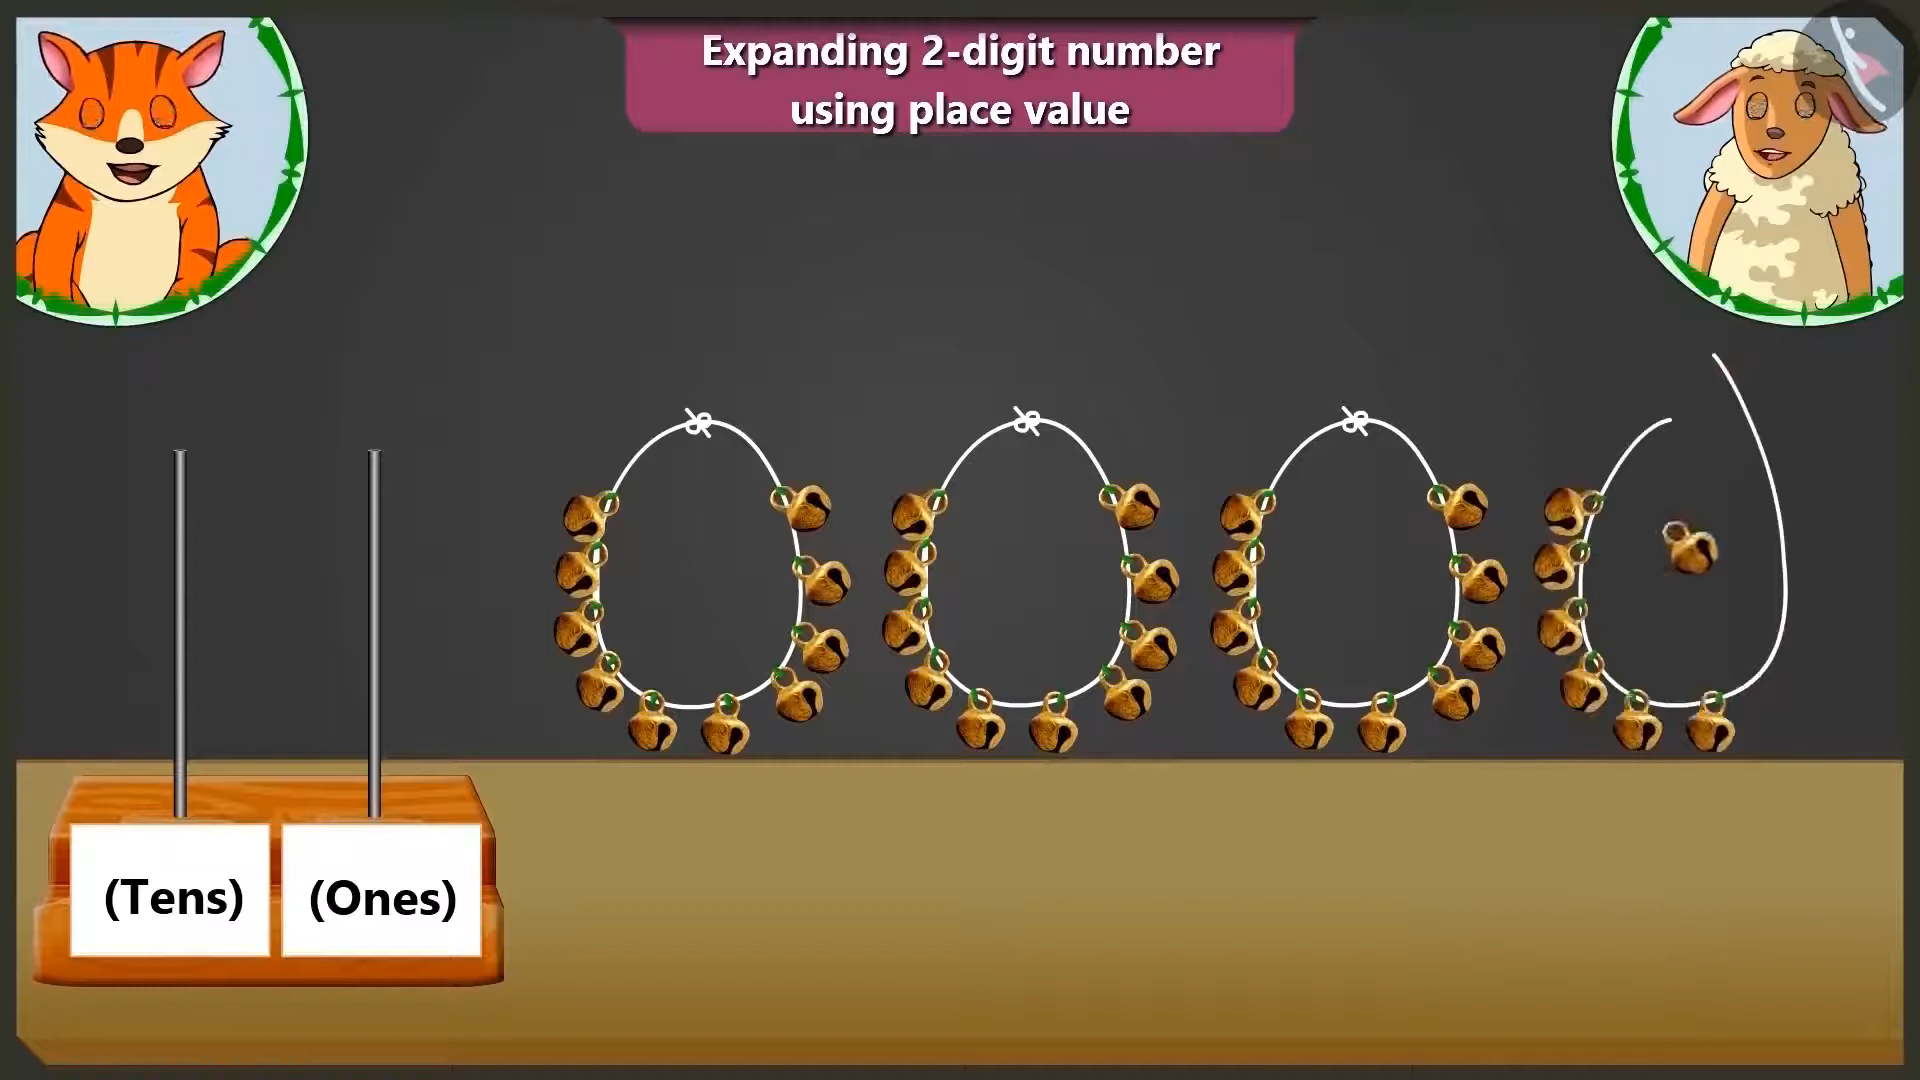 Expanding 2-digit number
using place value
(Tens) (Ones)